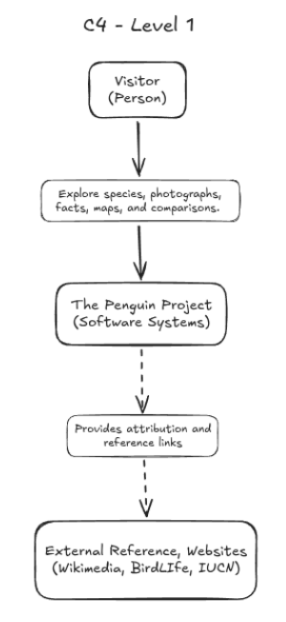 C4 - Level 1
Visitor
(Person)
Explore species, photographs,
facts, maps, and comparisons.
The Penguin Project
(Software Systems)
Provides attribution and
reference links
External Reference, Websites
(Wikimedia, BirdLIfe, IUCN)